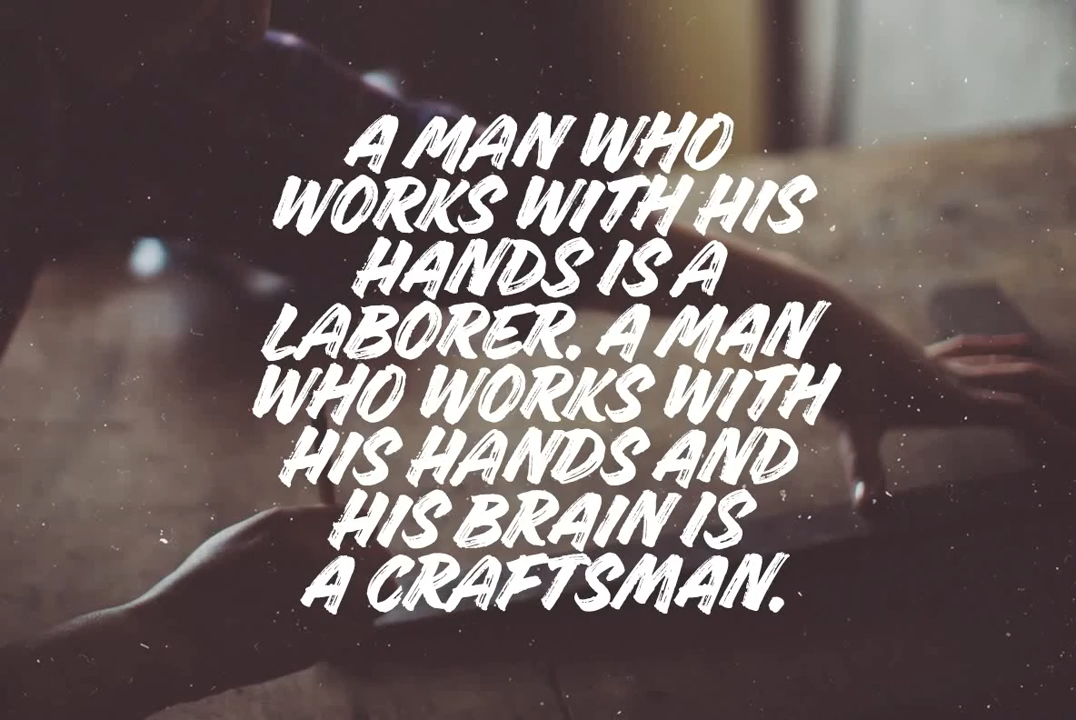 A MAN WHO
WORKS WITH HIS
HANDS IS A
LABORER. A MAN
WHO WORKS WITH
HIS HANDS AND
HIS BRAIN IS
A CRAFTSMAN.